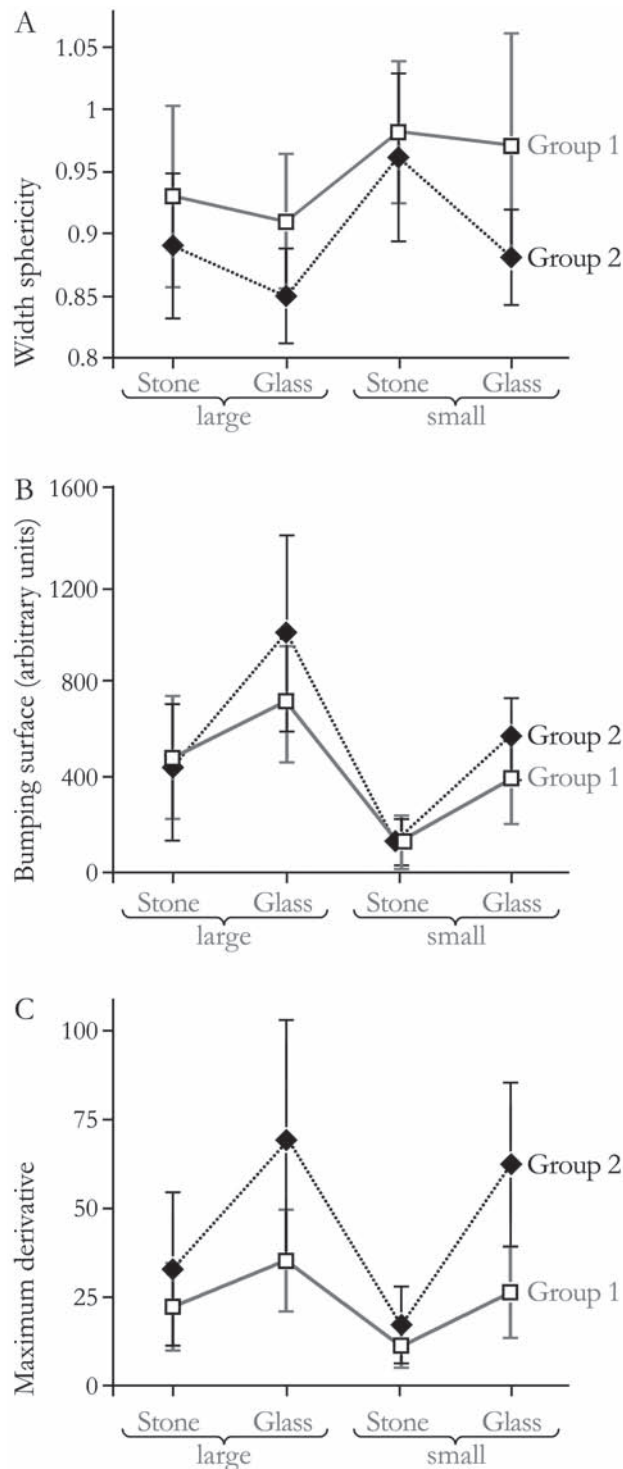 A
Width sphericity
1.05
1
0.95
0.9
0.85
0.8
Group 1
Group 2
Stone Glass Stone Glass
large small
B
Bumping surface (arbitrary units)
1600
1200
800
400
0
Group 2
Group 1
Stone Glass Stone Glass
large small
C
Maximum derivative
100
75
50
25
0
Group 2
Group 1
Stone Glass Stone Glass
large small